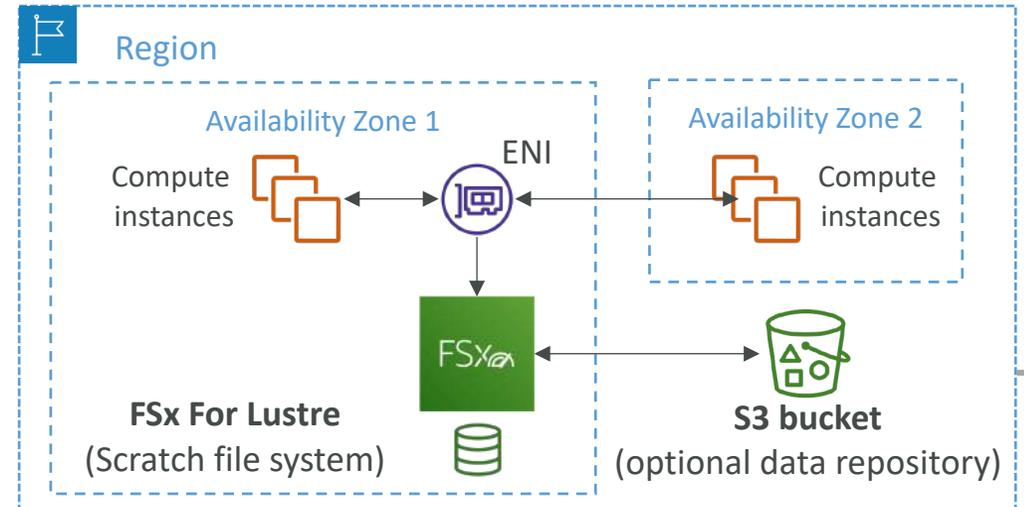 Region
Availability Zone 1
Availability Zone 2
ENI
Compute
instances
Compute
instances
FSx
FSx For Lustre
(Scratch file system)
S3 bucket
(optional data repository)